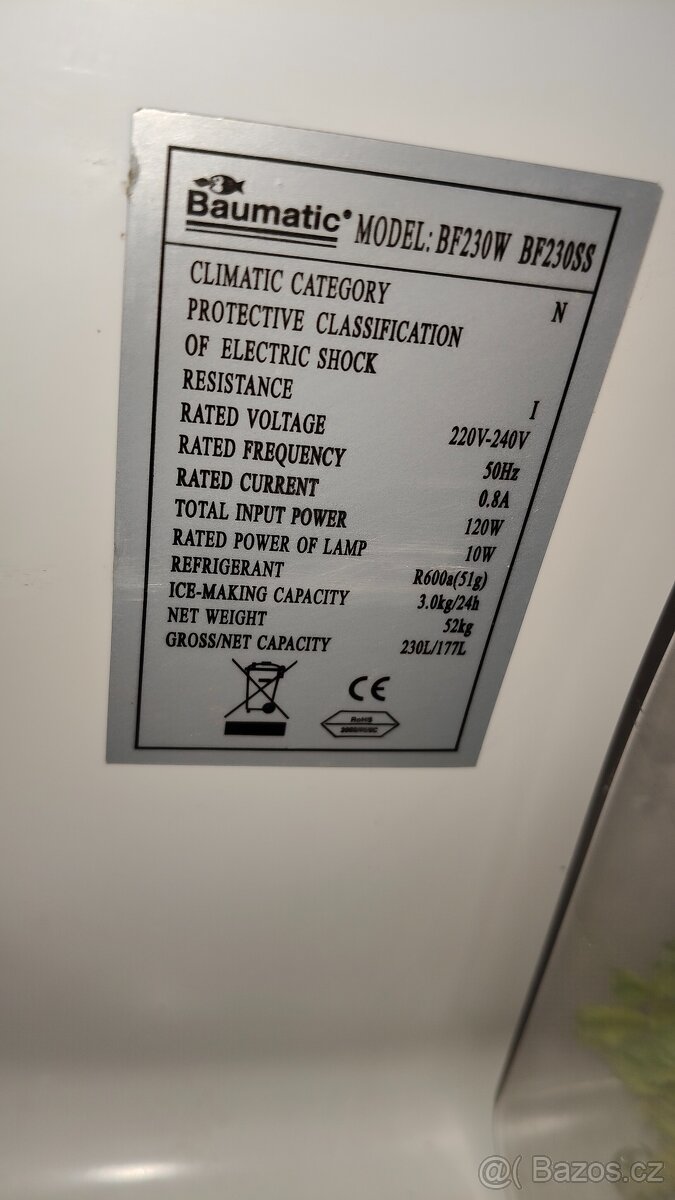 Baumatic® MODEL: BF230W BF230SS
CLIMATIC CATEGORY N
PROTECTIVE CLASSIFICATION
OF ELECTRIC SHOCK
RESISTANCE I
RATED VOLTAGE 220V-240V
RATED FREQUENCY 50Hz
RATED CURRENT 0.8A
TOTAL INPUT POWER 120W
RATED POWER OF LAMP 10W
REFRIGERANT R600a(51g)
ICE-MAKING CAPACITY 3.0kg/24h
NET WEIGHT 52kg
GROSS/NET CAPACITY 230L/177L
CE
RoHS
@( Bazos.cz